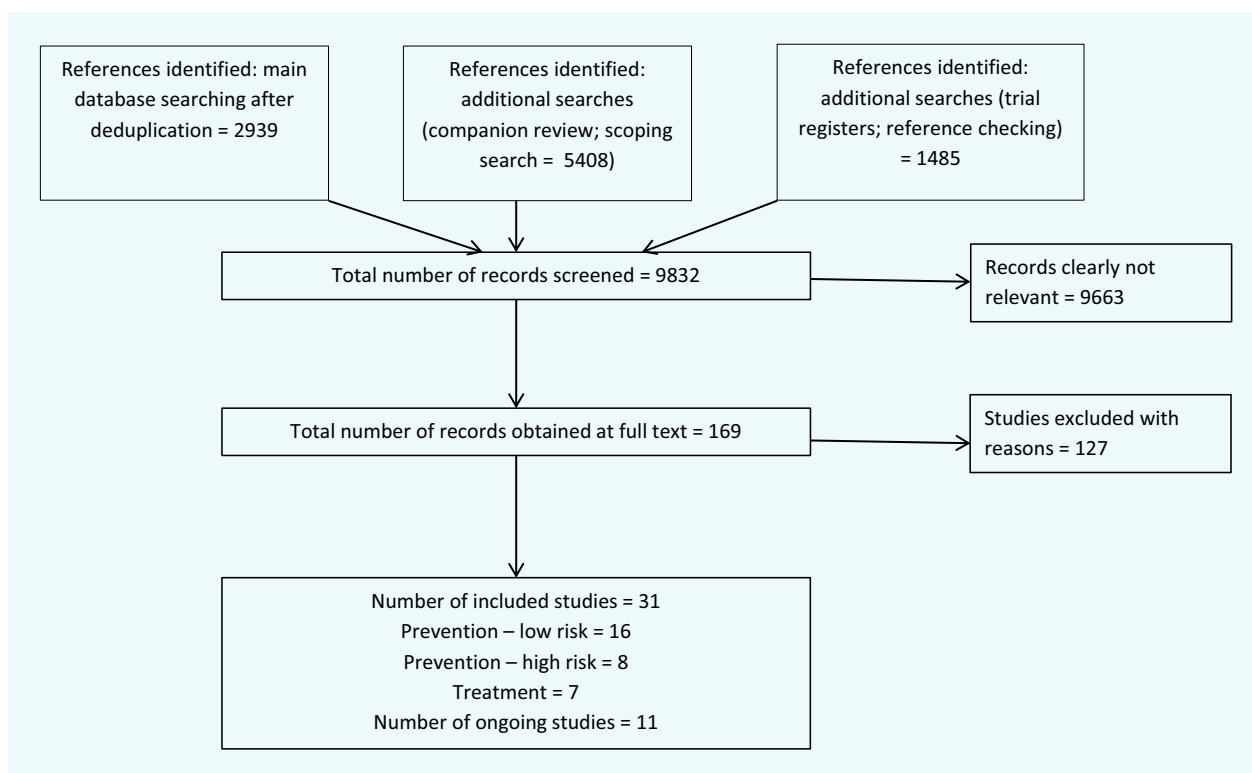 References identified: main
database searching after
deduplication = 2939
References identified:
additional searches
(companion review; scoping
search = 5408)
References identified:
additional searches (trial
registers; reference checking)
= 1485
Total number of records screened = 9832
Records clearly not
relevant = 9663
Total number of records obtained at full text = 169
Studies excluded with
reasons = 127
Number of included studies = 31
Prevention – low risk = 16
Prevention – high risk = 8
Treatment = 7
Number of ongoing studies = 11